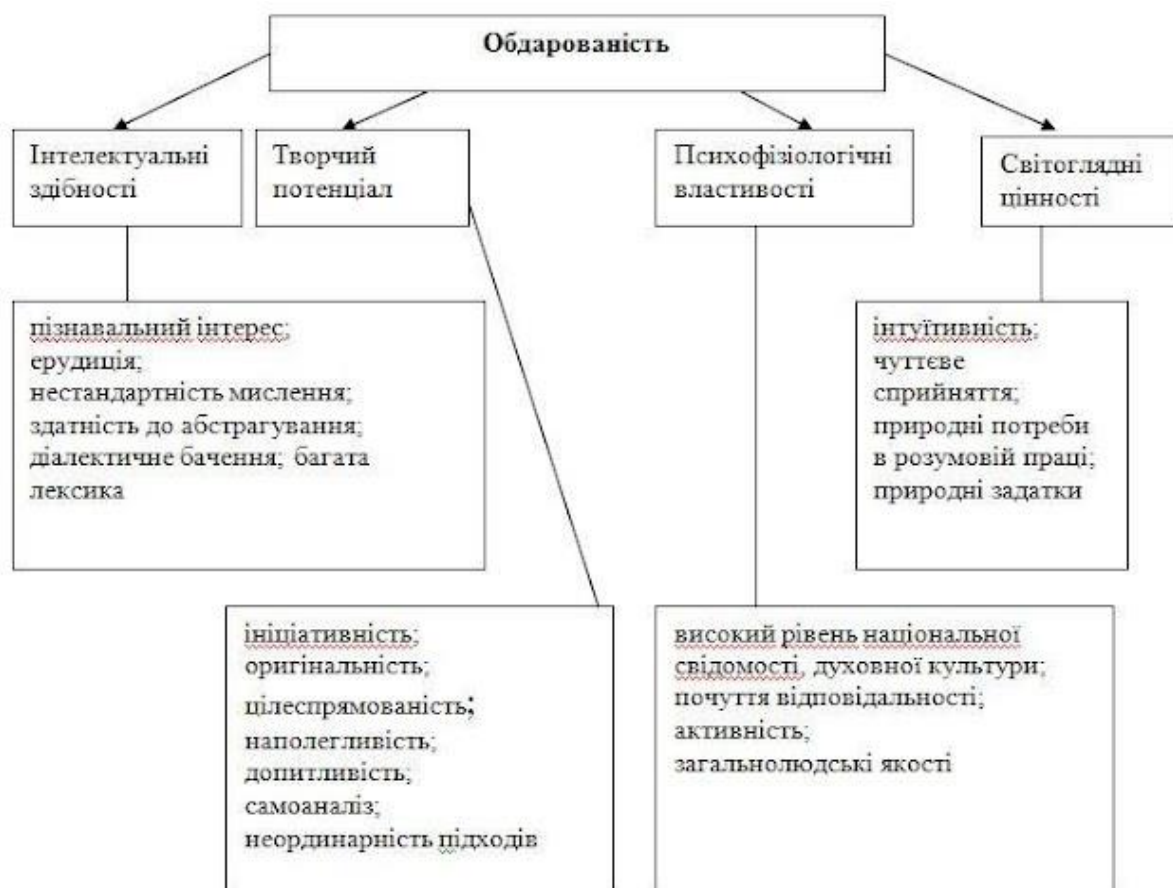 Обдарованість
Інтелектуальні
здібності
Творчий
потенціал
Психофізіологічні
властивості
Світоглядні
цінності
пізнавальний інтерес;
ерудиція;
нестандартність мислення;
здатність до абстрагування;
діалектичне бачення; багата
лексика
інтуїтивність;
чуттєве
сприйняття;
природні потреби
в розумовій праці;
природні задатки
ініціативність;
оригінальність;
цілеспрямованість;
наполегливість;
допитливість;
самоаналіз;
неординарність підходів
високий рівень національної
свідомості, духовної культури;
почуття відповідальності;
активність;
загальнолюдські якості